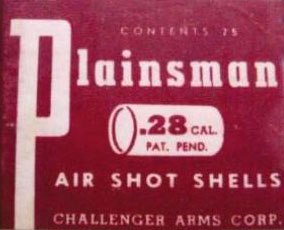 CONTENTS 25
Plainsman
.28 CAL.
PAT. PEND.
AIR SHOT SHELLS
CHALLENGER ARMS CORP.